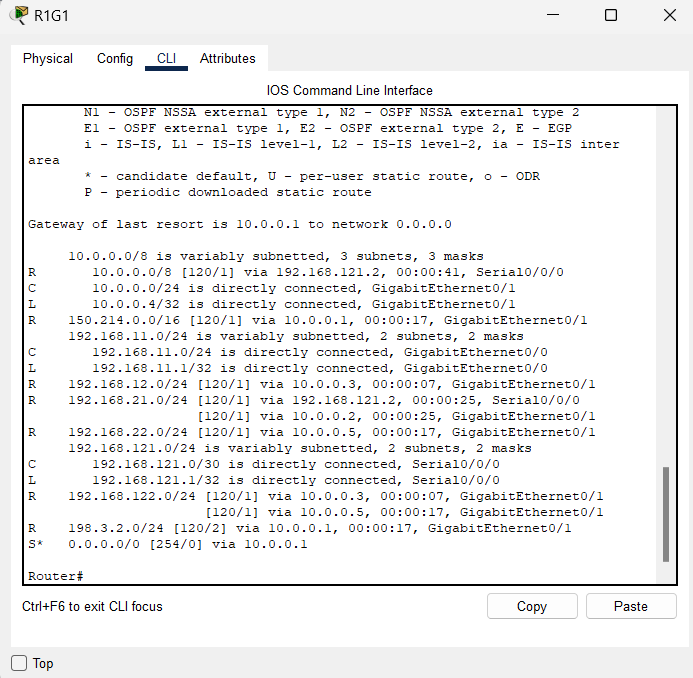 R1G1
Physical Config CLI Attributes
IOS Command Line Interface
N1 - OSPF NSSA external type 1, N2 - OSPF NSSA external type 2
E1 - OSPF external type 1, E2 - OSPF external type 2, E - EGP
i - IS-IS, L1 - IS-IS level-1, L2 - IS-IS level-2, ia - IS-IS inter
area
* - candidate default, U - per-user static route, o - ODR
P - periodic downloaded static route
Gateway of last resort is 10.0.0.1 to network 0.0.0.0
10.0.0.0/8 is variably subnetted, 3 subnets, 3 masks
R 10.0.0.0/8 [120/1] via 192.168.121.2, 00:00:41, Serial0/0/0
C 10.0.0.0/24 is directly connected, GigabitEthernet0/1
L 10.0.0.4/32 is directly connected, GigabitEthernet0/1
R 150.214.0.0/16 [120/1] via 10.0.0.1, 00:00:17, GigabitEthernet0/1
192.168.11.0/24 is variably subnetted, 2 subnets, 2 masks
C 192.168.11.0/24 is directly connected, GigabitEthernet0/0
L 192.168.11.1/32 is directly connected, GigabitEthernet0/0
R 192.168.12.0/24 [120/1] via 10.0.0.3, 00:00:07, GigabitEthernet0/1
R 192.168.21.0/24 [120/1] via 192.168.121.2, 00:00:25, Serial0/0/0
[120/1] via 10.0.0.2, 00:00:25, GigabitEthernet0/1
R 192.168.22.0/24 [120/1] via 10.0.0.5, 00:00:17, GigabitEthernet0/1
192.168.121.0/24 is variably subnetted, 2 subnets, 2 masks
C 192.168.121.0/30 is directly connected, Serial0/0/0
L 192.168.121.1/32 is directly connected, Serial0/0/0
R 192.168.122.0/24 [120/1] via 10.0.0.3, 00:00:07, GigabitEthernet0/1
[120/1] via 10.0.0.5, 00:00:17, GigabitEthernet0/1
R 198.3.2.0/24 [120/2] via 10.0.0.1, 00:00:17, GigabitEthernet0/1
S* 0.0.0.0/0 [254/0] via 10.0.0.1
Router#
Ctrl+F6 to exit CLI focus
Copy Paste
Top